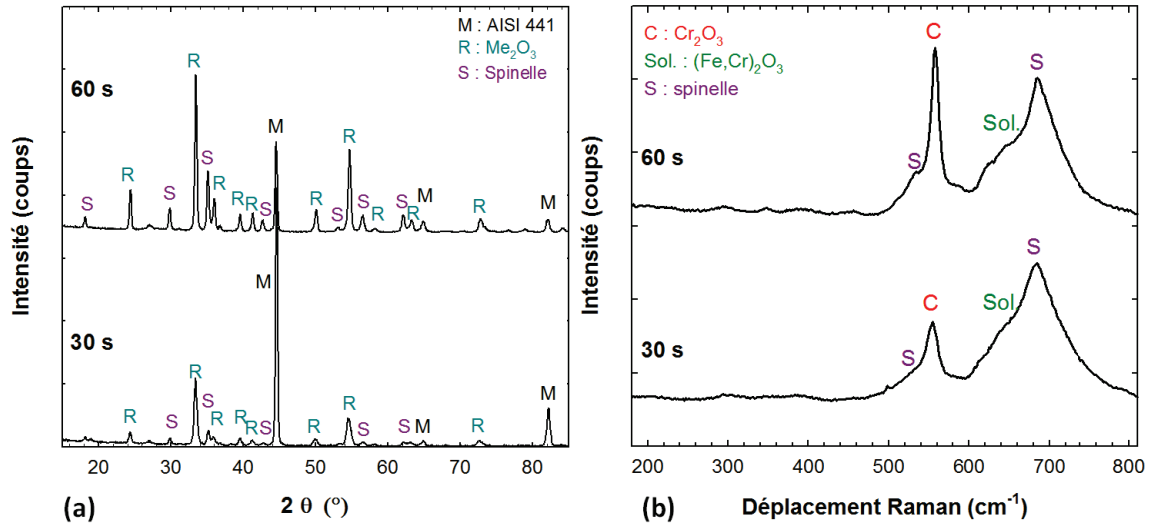 M : AISI 441
R : Me2O3
S : Spinelle
60 s
S R S R S R R R S M R S R S R S R M R M
30 s
M
R S R S R R R S R R S S M R M
Intensité (coups)
15 20 30 40 50 60 70 80
2 θ (°)
(a)
C : Cr2O3
Sol. : (Fe,Cr)2O3
S : spinelle
60 s
S C Sol. S
30 s
S C Sol. S
Intensité (coups)
200 300 400 500 600 700 800
Déplacement Raman (cm-1)
(b)